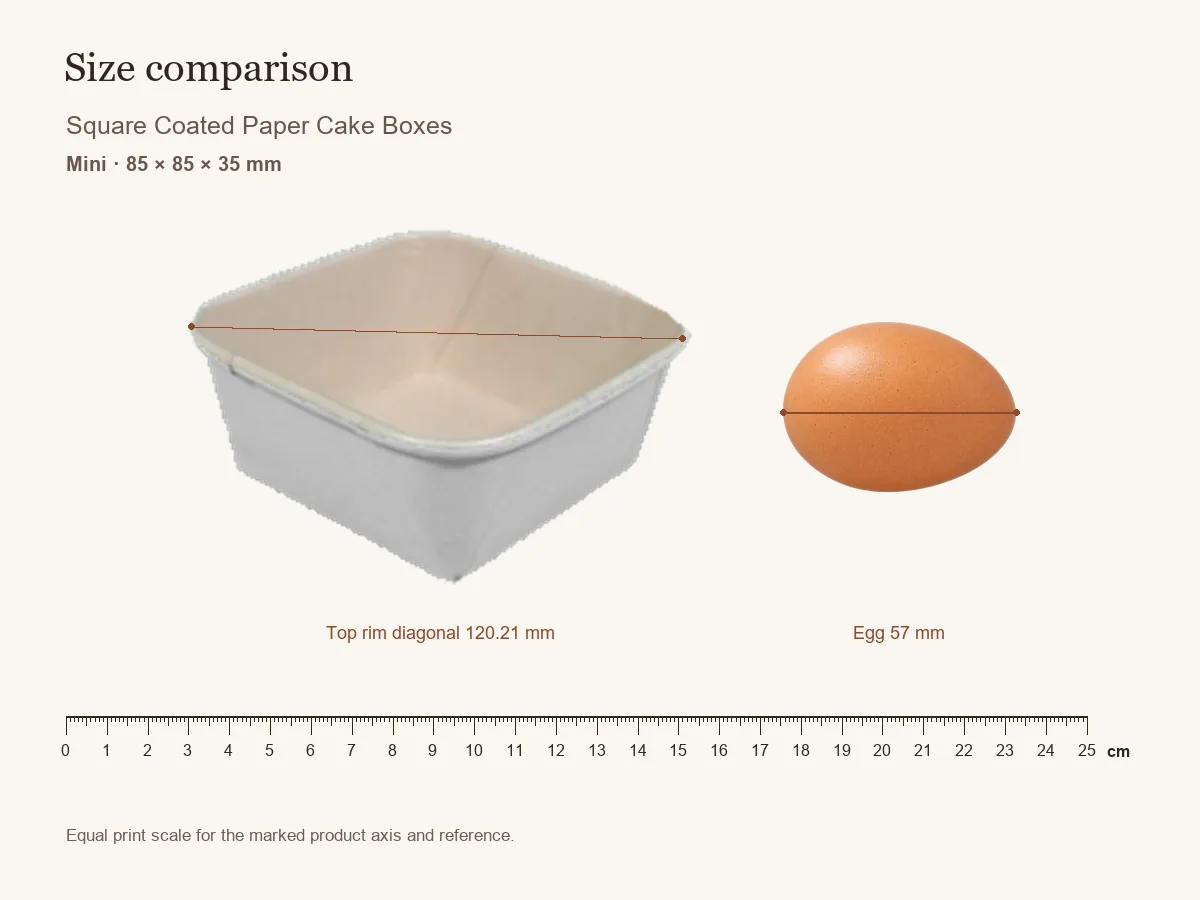 Size comparison
Square Coated Paper Cake Boxes
Mini · 85 × 85 × 35 mm
Top rim diagonal 120.21 mm
Egg 57 mm
0 1 2 3 4 5 6 7 8 9 10 11 12 13 14 15 16 17 18 19 20 21 22 23 24 25 cm
Equal print scale for the marked product axis and reference.